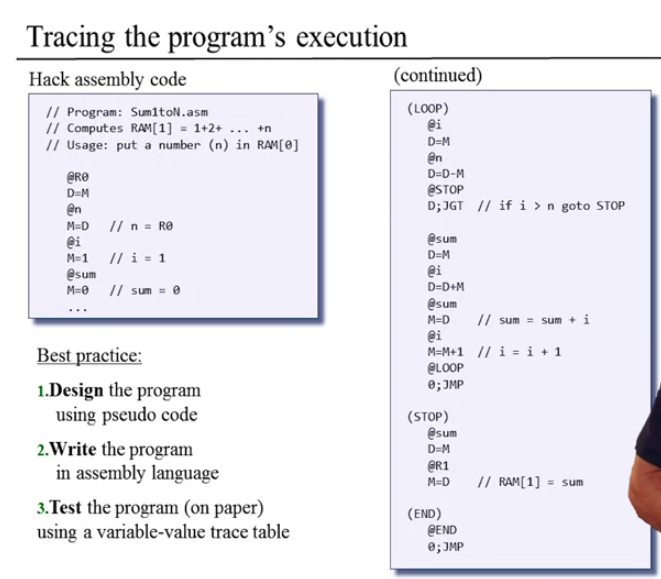 Tracing the program's execution
Hack assembly code
// Program: Sum1toN.asm
// Computes RAM[1] = 1+2+ ... +n
// Usage: put a number (n) in RAM[0]
@R0
D=M
@n
M=D // n = R0
@i
M=1 // i = 1
@sum
M=0 // sum = 0
...
Best practice:
1.Design the program
using pseudo code
2.Write the program
in assembly language
3.Test the program (on paper)
using a variable-value trace table
(continued)
(LOOP)
@i
D=M
@n
D=D-M
@STOP
D;JGT // if i > n goto STOP
@sum
D=M
@i
D=D+M
@sum
M=D // sum = sum + i
@i
M=M+1 // i = i + 1
@LOOP
0;JMP
(STOP)
@sum
D=M
@R1
M=D // RAM[1] = sum
(END)
@END
0;JMP